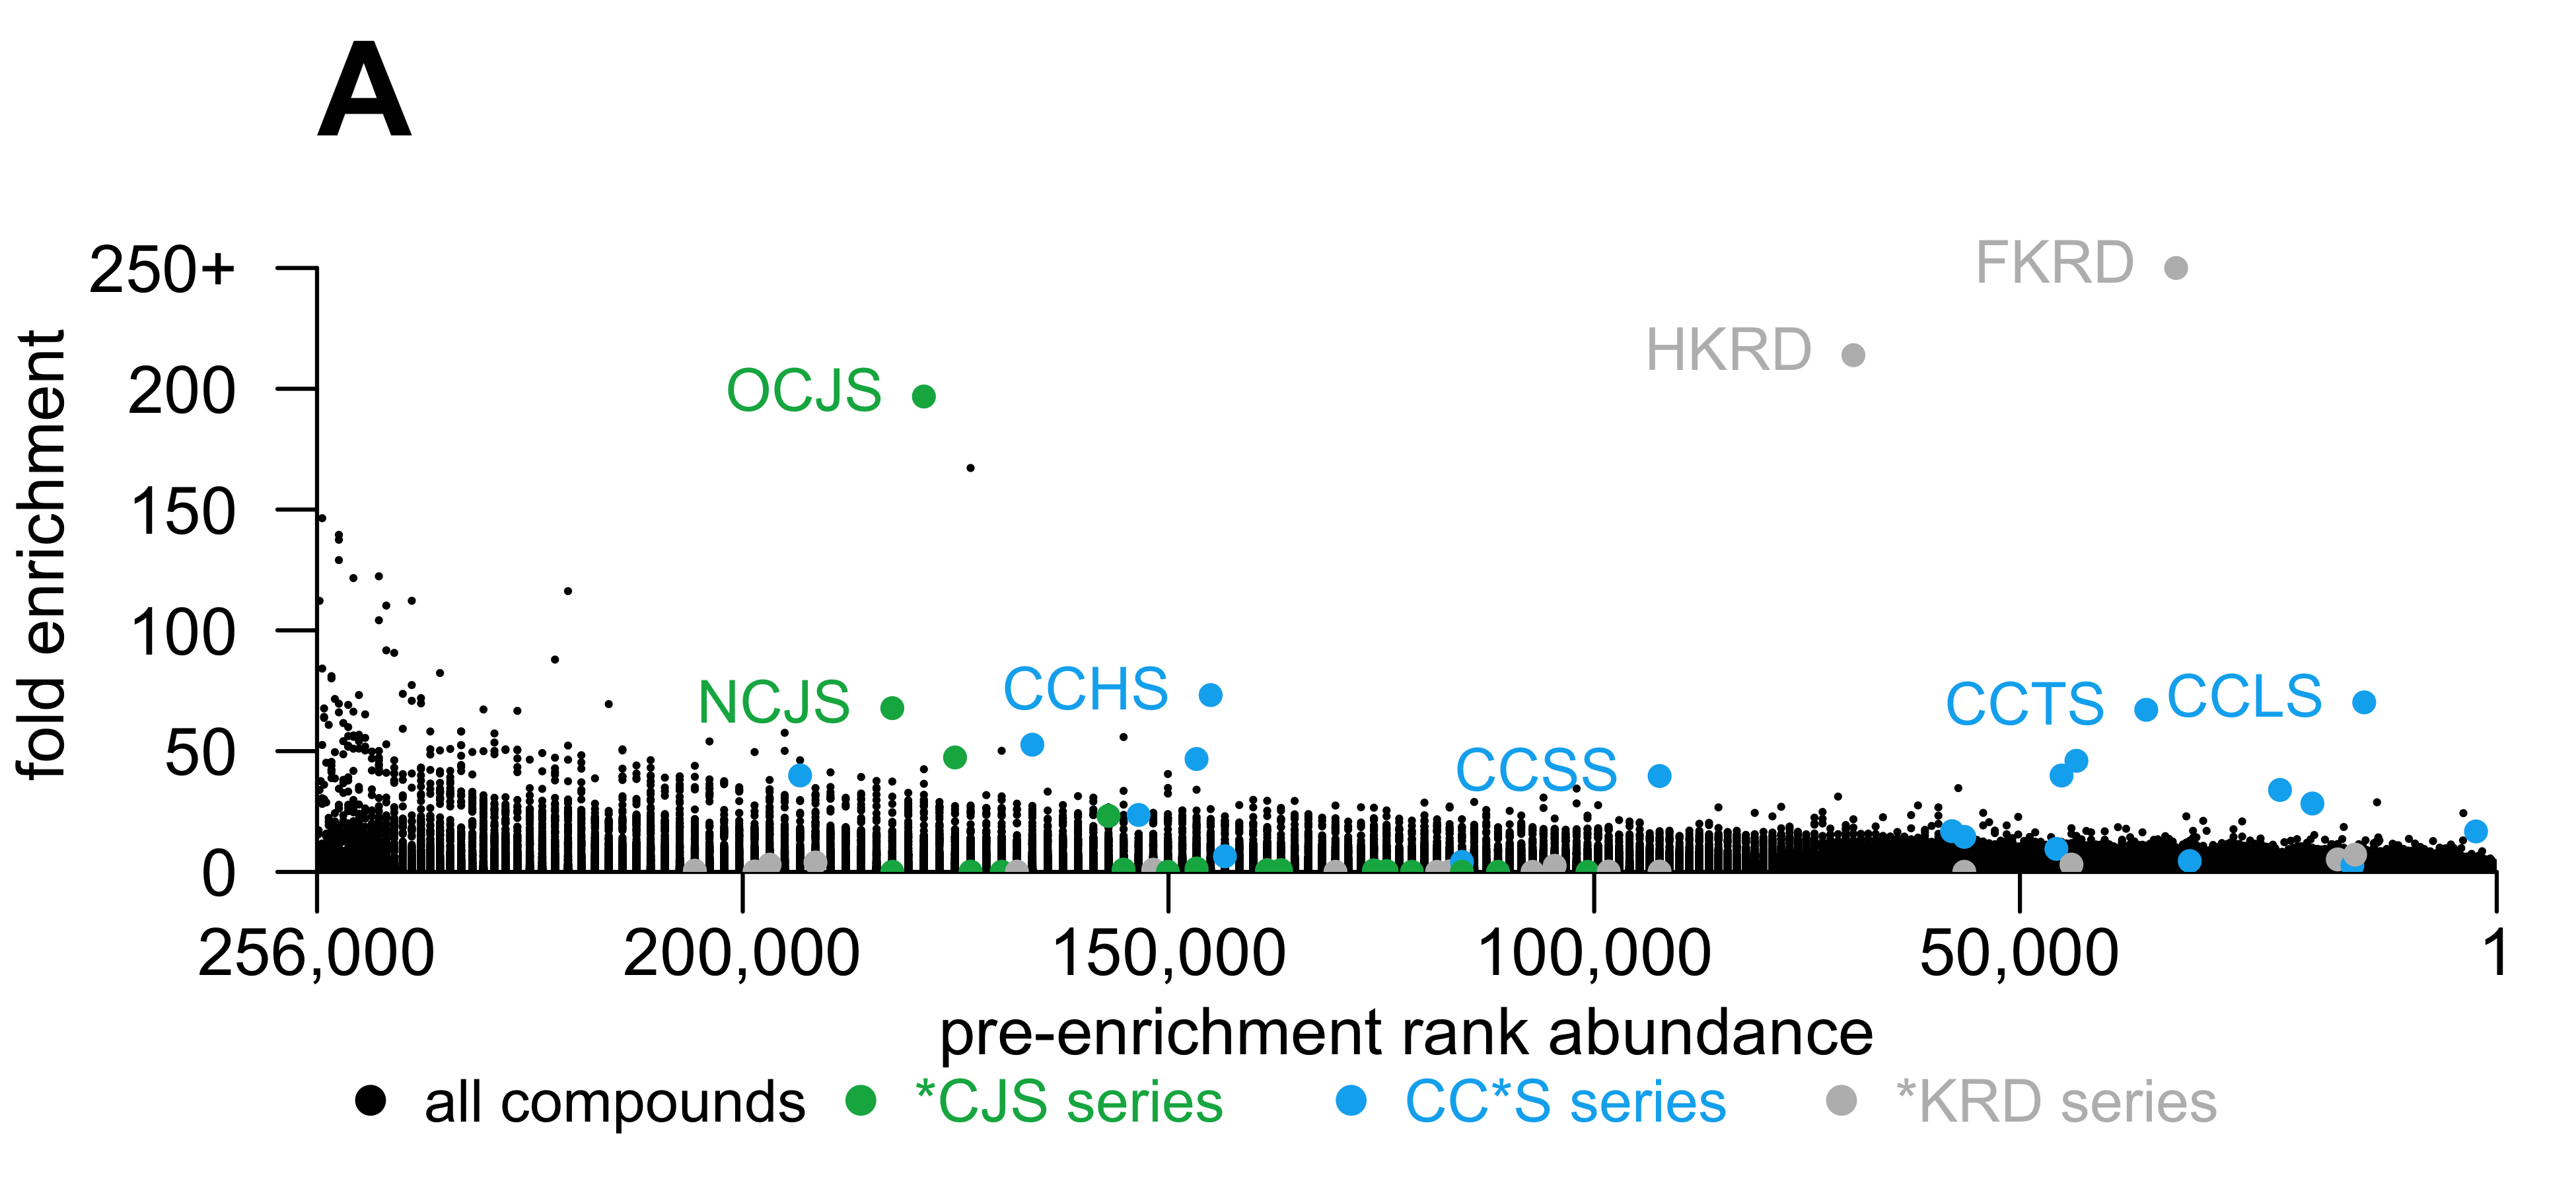 A
250+
FKRD
HKRD
200
OCJS
150
fold enrichment
100
NCJS
CCHS
CCTS
CCLS
50
CCSS
0
256,000
200,000
150,000
100,000
50,000
1
pre-enrichment rank abundance
all compounds
*CJS series
CC*S series
*KRD series